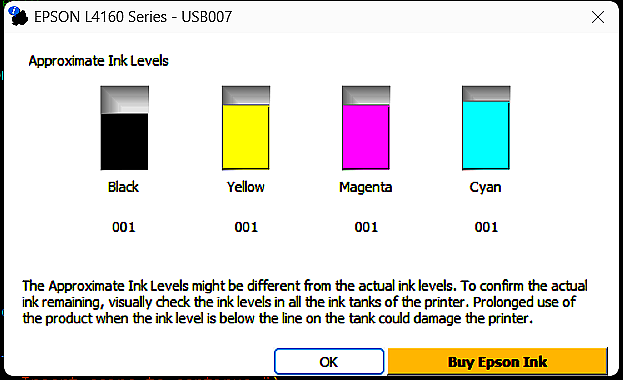 EPSON L4160 Series - USB007
Approximate Ink Levels
Black Yellow Magenta Cyan
001 001 001 001
The Approximate Ink Levels might be different from the actual ink levels. To confirm the actual
ink remaining, visually check the ink levels in all the ink tanks of the printer. Prolonged use of
the product when the ink level is below the line on the tank could damage the printer.
OK Buy Epson Ink